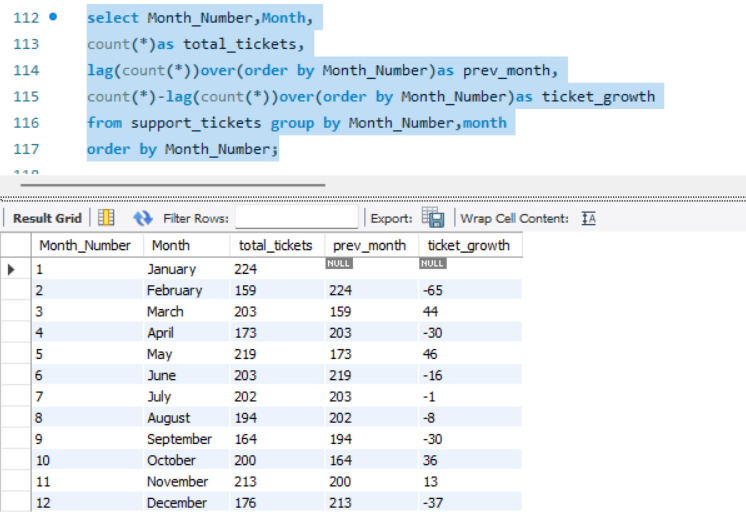 112 select Month_Number,Month,
113 count(*)as total_tickets,
114 lag(count(*))over(order by Month_Number)as prev_month,
115 count(*)-lag(count(*))over(order by Month_Number)as ticket_growth
116 from support_tickets group by Month_Number,month
117 order by Month_Number;
Result Grid Filter Rows: Export: Wrap Cell Content: IA
Month_Number Month total_tickets prev_month ticket_growth
1 January 224 NULL NULL
2 February 159 224 -65
3 March 203 159 44
4 April 173 203 -30
5 May 219 173 46
6 June 203 219 -16
7 July 202 203 -1
8 August 194 202 -8
9 September 164 194 -30
10 October 200 164 36
11 November 213 200 13
12 December 176 213 -37